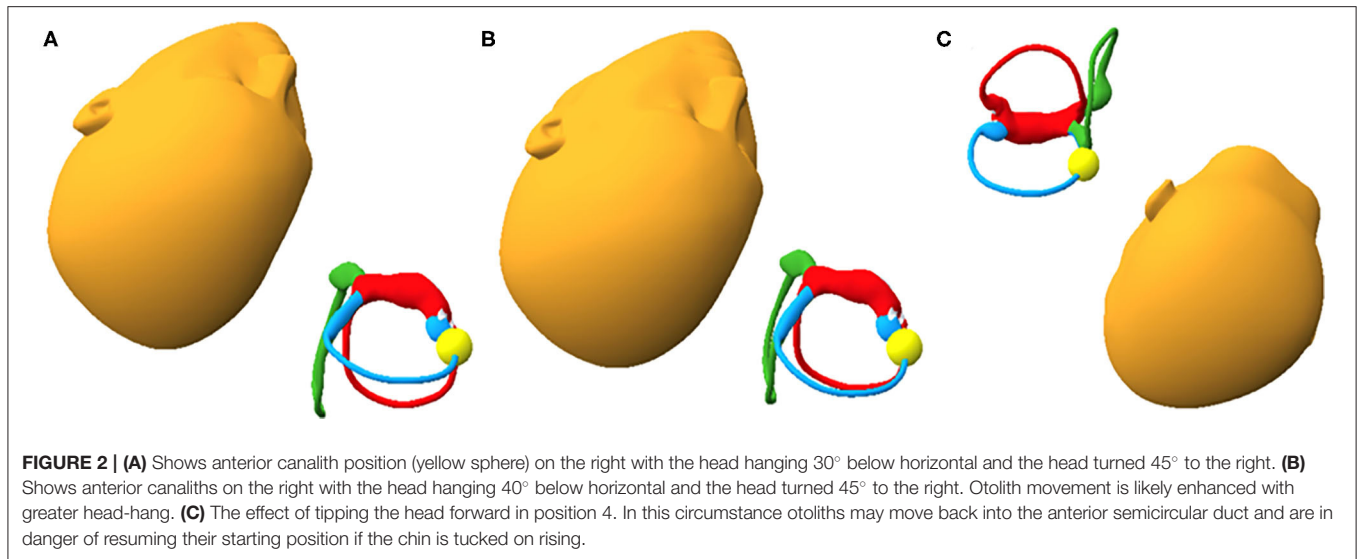 A
B
C
FIGURE 2 | (A) Shows anterior canalith position (yellow sphere) on the right with the head hanging 30° below horizontal and the head turned 45° to the right. (B)
Shows anterior canaliths on the right with the head hanging 40° below horizontal and the head turned 45° to the right. Otolith movement is likely enhanced with
greater head-hang. (C) The effect of tipping the head forward in position 4. In this circumstance otoliths may move back into the anterior semicircular duct and are in
danger of resuming their starting position if the chin is tucked on rising.